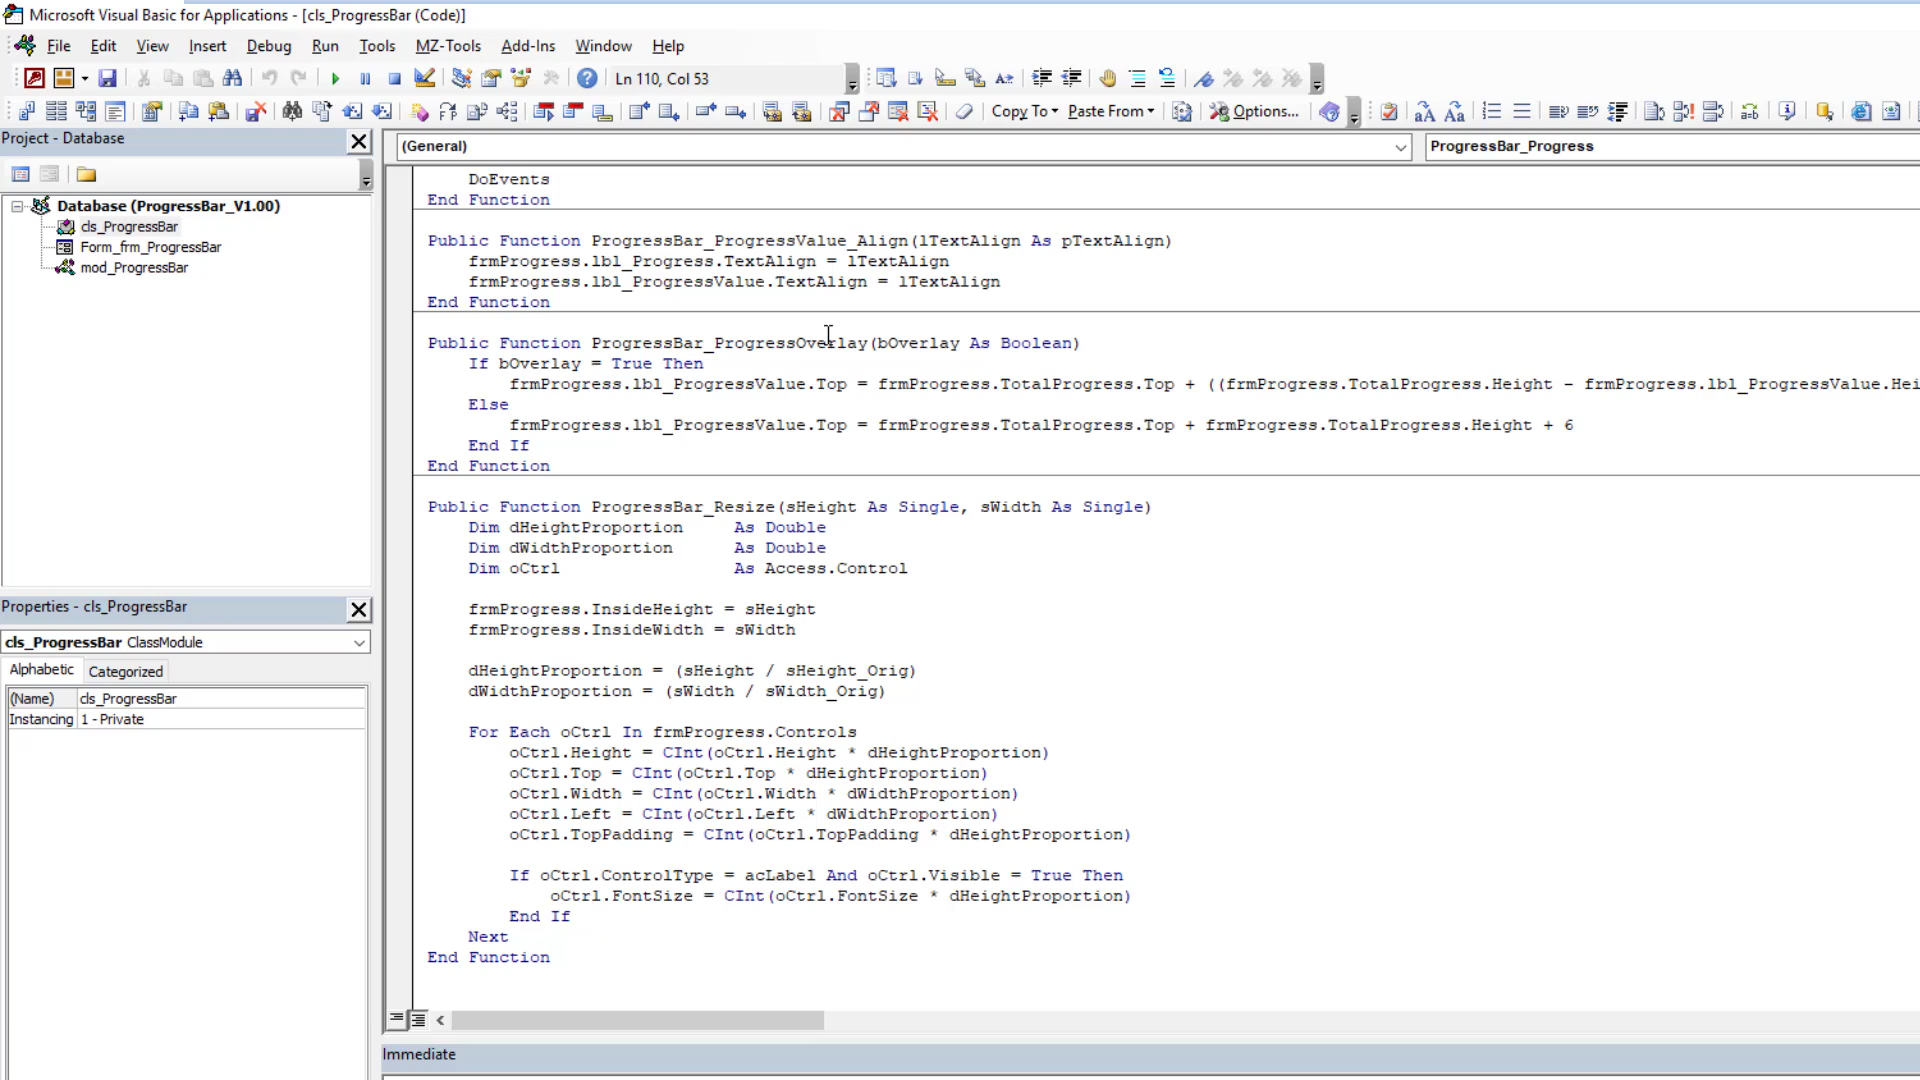 Microsoft Visual Basic for Applications - [cls_ProgressBar (Code)]
File Edit View Insert Debug Run Tools MZ-Tools Add-Ins Window Help
Ln 110, Col 53
Copy To Paste From Options...
Project - Database
(General)
ProgressBar_Progress
Database (ProgressBar_V1.00)
cls_ProgressBar
Form_frm_ProgressBar
mod_ProgressBar
Properties - cls_ProgressBar
cls_ProgressBar ClassModule
Alphabetic Categorized
(Name) cls_ProgressBar
Instancing 1 - Private
DoEvents
End Function
Public Function ProgressBar_ProgressValue_Align(lTextAlign As pTextAlign)
frmProgress.lbl_Progress.TextAlign = lTextAlign
frmProgress.lbl_ProgressValue.TextAlign = lTextAlign
End Function
Public Function ProgressBar_ProgressOverlay(bOverlay As Boolean)
If bOverlay = True Then
frmProgress.lbl_ProgressValue.Top = frmProgress.TotalProgress.Top + ((frmProgress.TotalProgress.Height - frmProgress.lbl_ProgressValue.Hei
Else
frmProgress.lbl_ProgressValue.Top = frmProgress.TotalProgress.Top + frmProgress.TotalProgress.Height + 6
End If
End Function
Public Function ProgressBar_Resize(sHeight As Single, sWidth As Single)
Dim dHeightProportion As Double
Dim dWidthProportion As Double
Dim oCtrl As Access.Control
frmProgress.InsideHeight = sHeight
frmProgress.InsideWidth = sWidth
dHeightProportion = (sHeight / sHeight_Orig)
dWidthProportion = (sWidth / sWidth_Orig)
For Each oCtrl In frmProgress.Controls
oCtrl.Height = CInt(oCtrl.Height * dHeightProportion)
oCtrl.Top = CInt(oCtrl.Top * dHeightProportion)
oCtrl.Width = CInt(oCtrl.Width * dWidthProportion)
oCtrl.Left = CInt(oCtrl.Left * dWidthProportion)
oCtrl.TopPadding = CInt(oCtrl.TopPadding * dHeightProportion)
If oCtrl.ControlType = acLabel And oCtrl.Visible = True Then
oCtrl.FontSize = CInt(oCtrl.FontSize * dHeightProportion)
End If
Next
End Function
Immediate